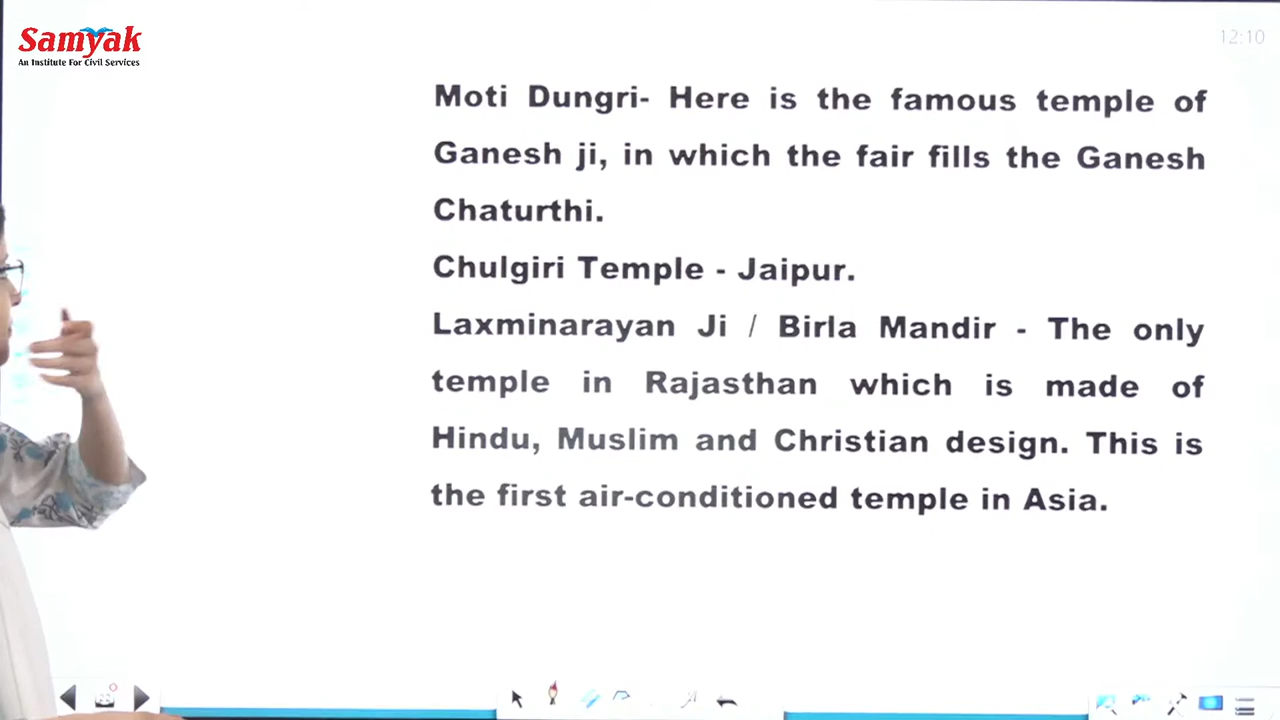 Samyak
An Institute For Civil Services
12:10
Moti Dungri- Here is the famous temple of
Ganesh ji, in which the fair fills the Ganesh
Chaturthi.
Chulgiri Temple - Jaipur.
Laxminarayan Ji / Birla Mandir - The only
temple in Rajasthan which is made of
Hindu, Muslim and Christian design. This is
the first air-conditioned temple in Asia.